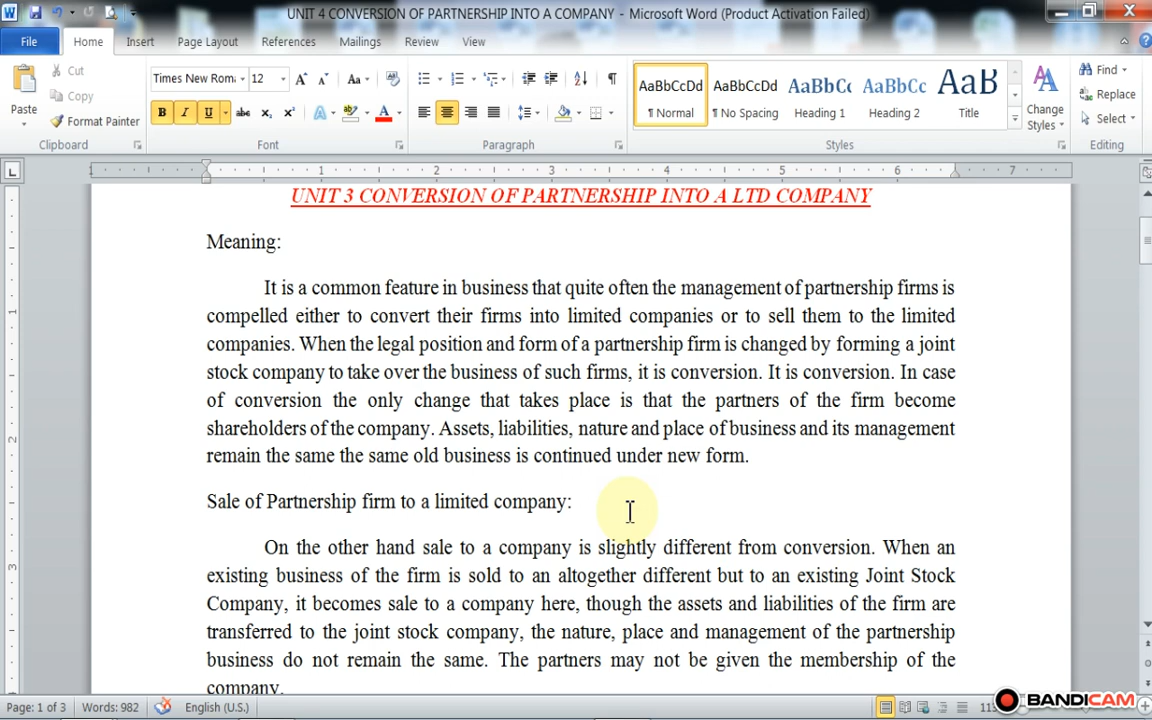 UNIT 4 CONVERSION OF PARTNERSHIP INTO A COMPANY - Microsoft Word (Product Activation Failed)
File Home Insert Page Layout References Mailings Review View
Cut
Copy
Paste
Format Painter
Clipboard
Times New Rom 12
Font
Paragraph
AaBbCcDd AaBbCcDd AaBbCc AaBbCc AaB
¶ Normal ¶ No Spacing Heading 1 Heading 2 Title
Change
Styles
Styles
Find
Replace
Select
Editing
UNIT 3 CONVERSION OF PARTNERSHIP INTO A LTD COMPANY
Meaning:
It is a common feature in business that quite often the management of partnership firms is
compelled either to convert their firms into limited companies or to sell them to the limited
companies. When the legal position and form of a partnership firm is changed by forming a joint
stock company to take over the business of such firms, it is conversion. It is conversion. In case
of conversion the only change that takes place is that the partners of the firm become
shareholders of the company. Assets, liabilities, nature and place of business and its management
remain the same the same old business is continued under new form.
Sale of Partnership firm to a limited company:
On the other hand sale to a company is slightly different from conversion. When an
existing business of the firm is sold to an altogether different but to an existing Joint Stock
Company, it becomes sale to a company here, though the assets and liabilities of the firm are
transferred to the joint stock company, the nature, place and management of the partnership
business do not remain the same. The partners may not be given the membership of the
company.
Page: 1 of 3 Words: 982 English (U.S.)
BANDICAM